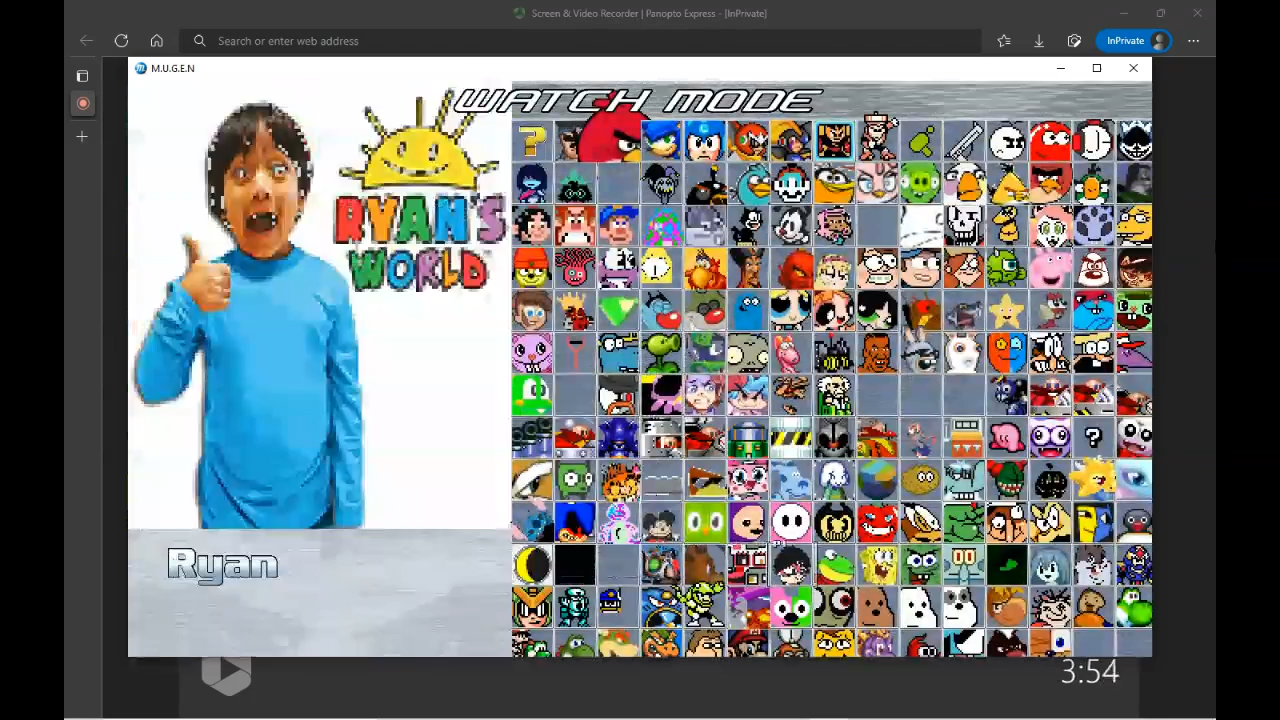 Screen & Video Recorder | Panopto Express - [InPrivate]
Search or enter web address
InPrivate
M.U.G.E.N
WATCH MODE
RYAN'S
WORLD
Ryan
3:54